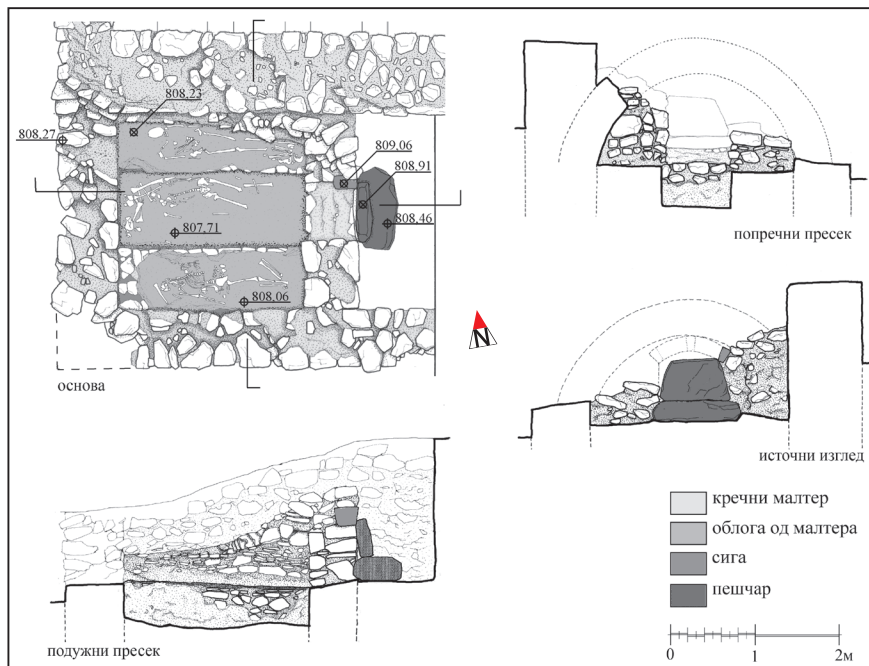 808,23
808,27
809,06
808,91
808,46
807,71
808,06
основа
попречни пресек
N
источни изглед
подужни пресек
кречни малтер
облога од малтера
сига
пешчар
0 1 2м